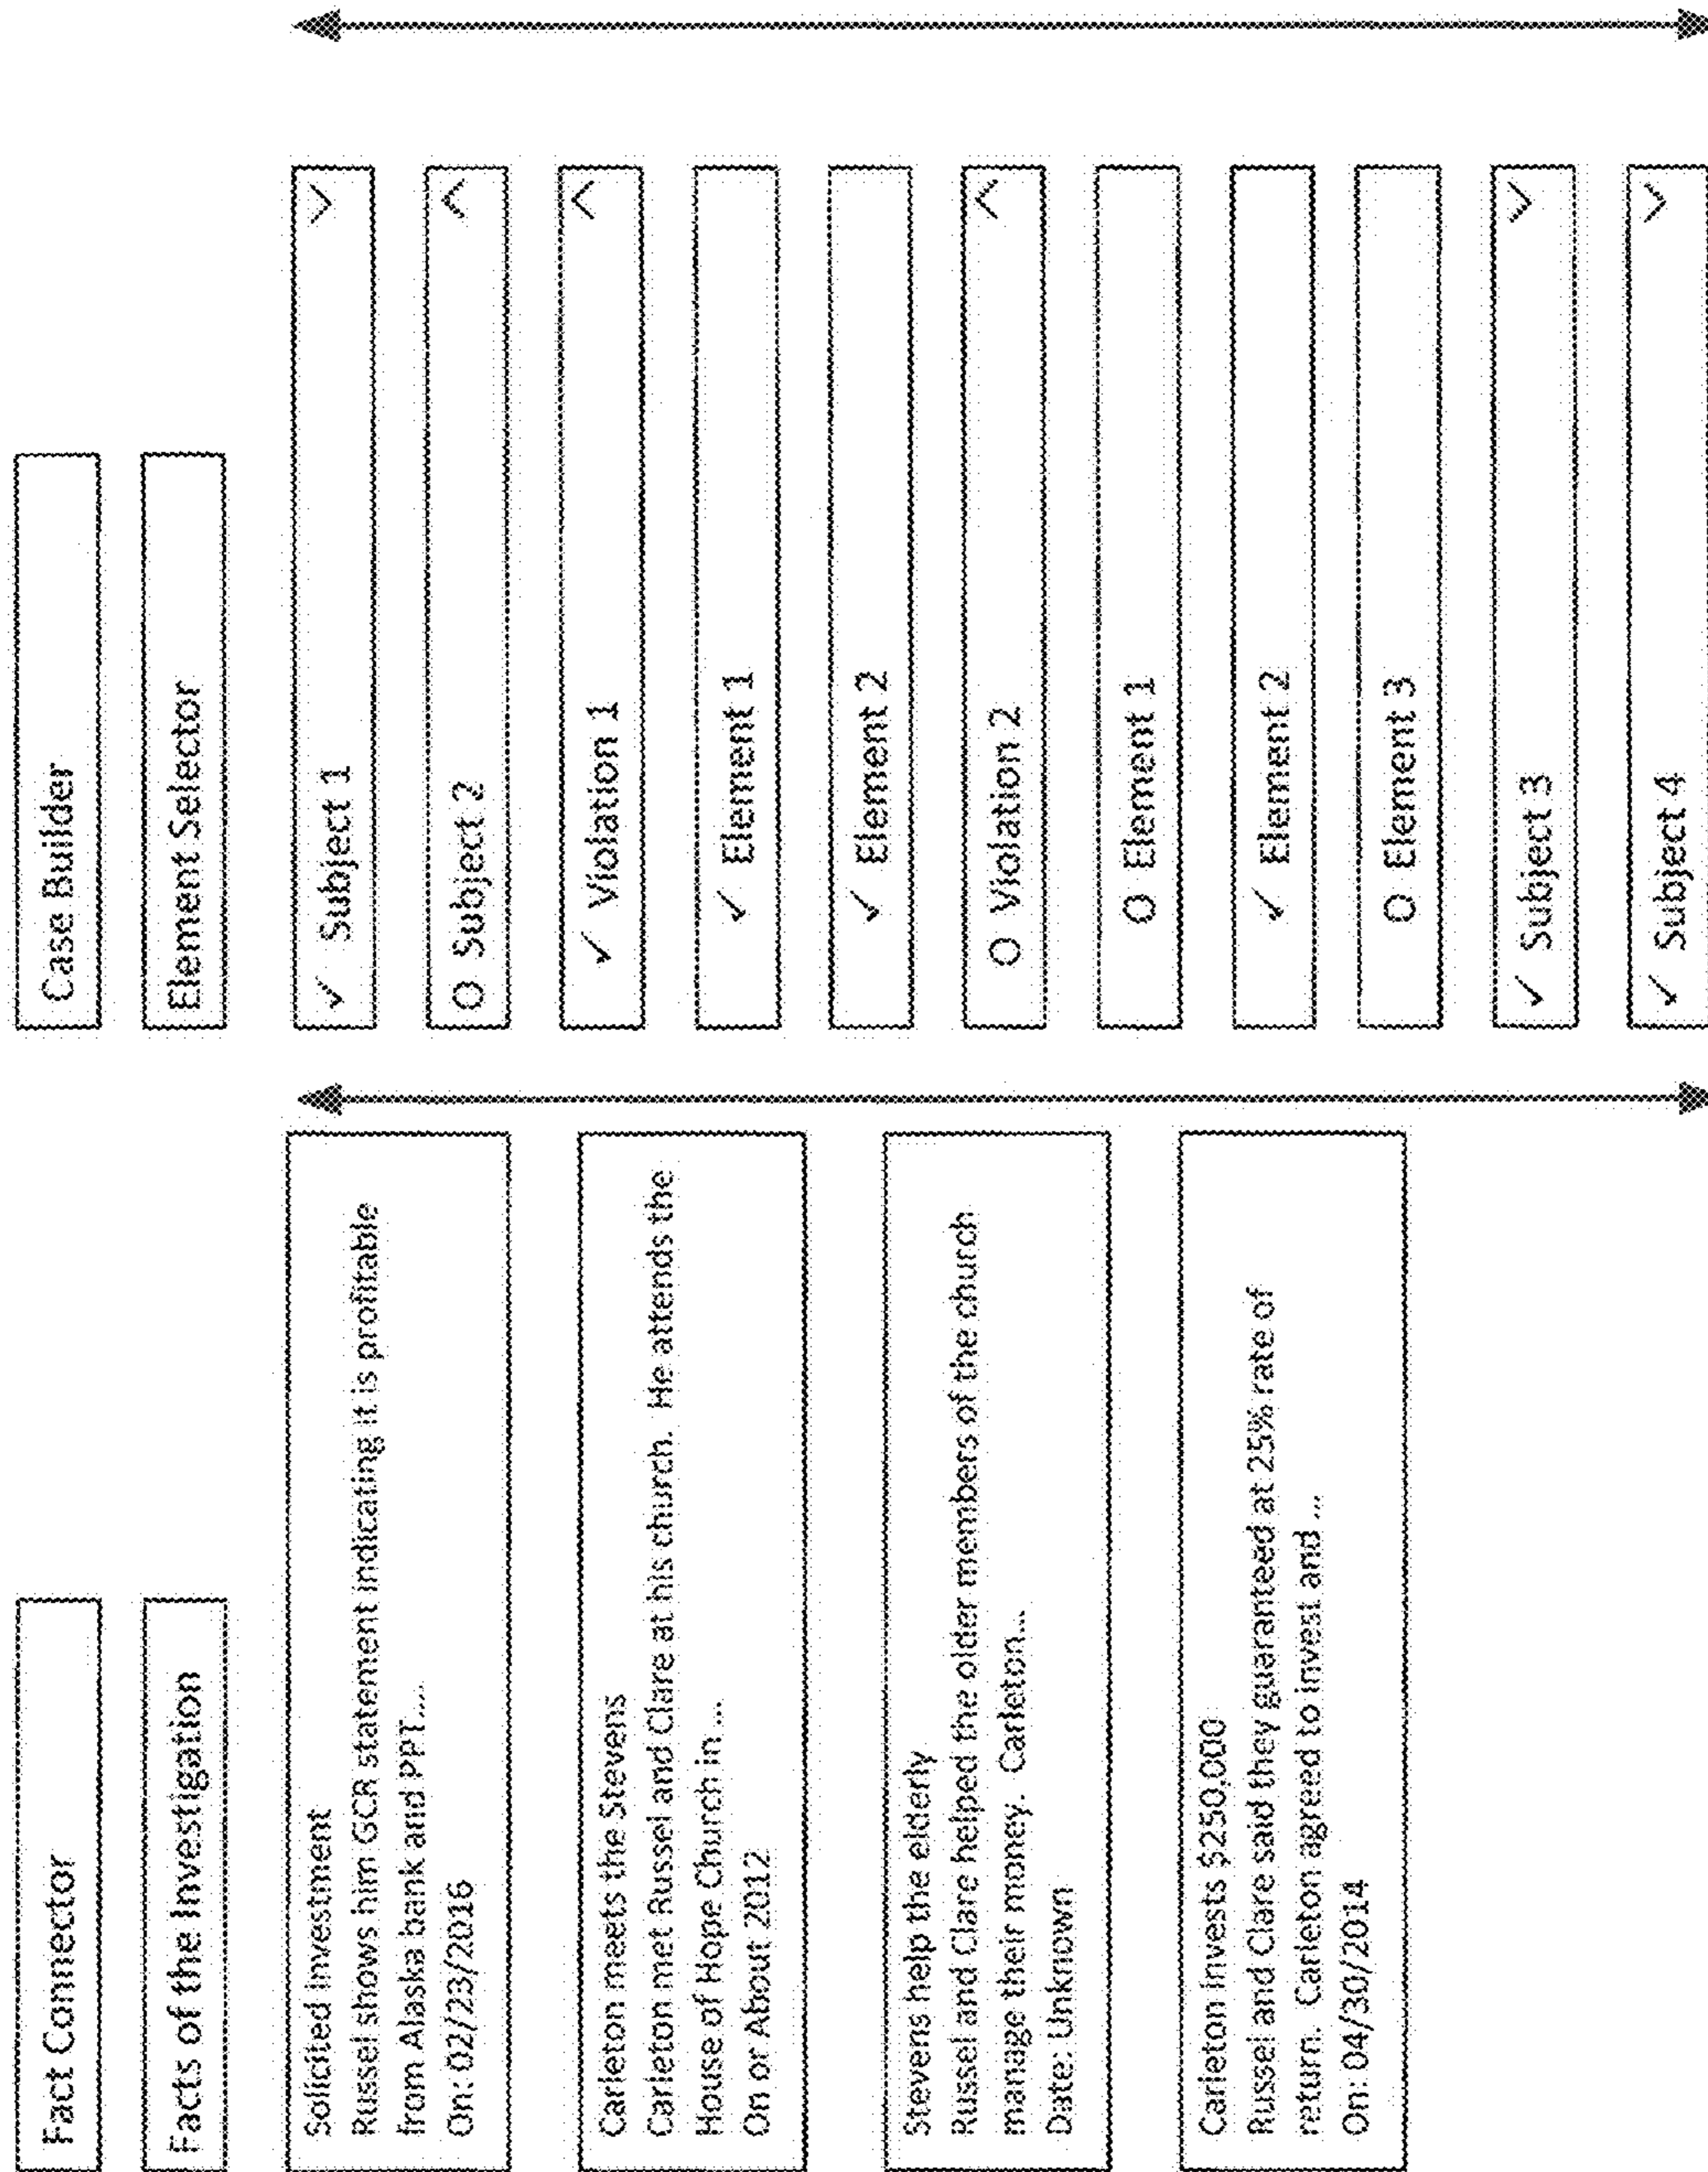 Fact Connector
Facts of the Investigation
Solicited Investment
Russel shows him GCR statement indicating it is profitable
from Alaska bank and PPT....
On: 02/23/2016
Carleton meets the Stevens
Carleton met Russel and Clare at his church. He attends the
House of Hope Church in ...
On or About 2012
Stevens help the elderly
Russel and Clare helped the older members of the church
manage their money. Carleton...
Date: Unknown
Carleton invests $250,000
Russel and Clare said they guaranteed at 25% rate of
return. Carleton agreed to invest and ...
On: 04/30/2014
Case Builder
Element Selector
✓ Subject 1
O Subject 2
✓ Violation 1
✓ Element 1
✓ Element 2
O Violation 2
O Element 1
✓ Element 2
O Element 3
✓ Subject 3
✓ Subject 4